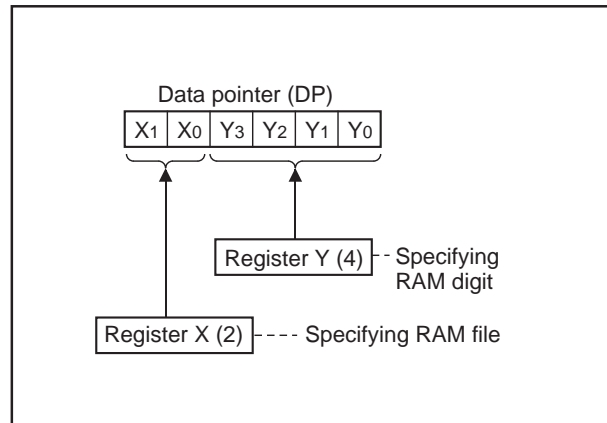 Data pointer (DP)
X1 X0 Y3 Y2 Y1 Y0
Register Y (4)
Specifying
RAM digit
Register X (2)
Specifying RAM file